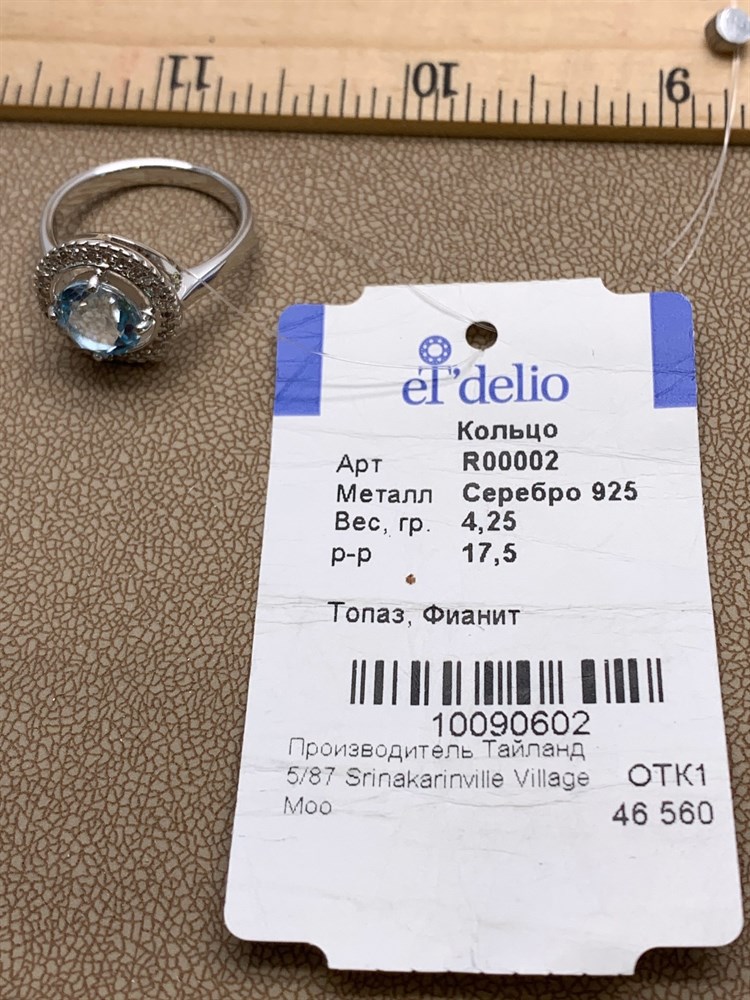 11 10 9
el'delio
Кольцо
Арт R00002
Металл Серебро 925
Вес, гр. 4,25
р-р 17,5
Топаз, Фианит
10090602
Производитель Тайланд
5/87 Srinakarinville Village ОТК1
Moo 46 560